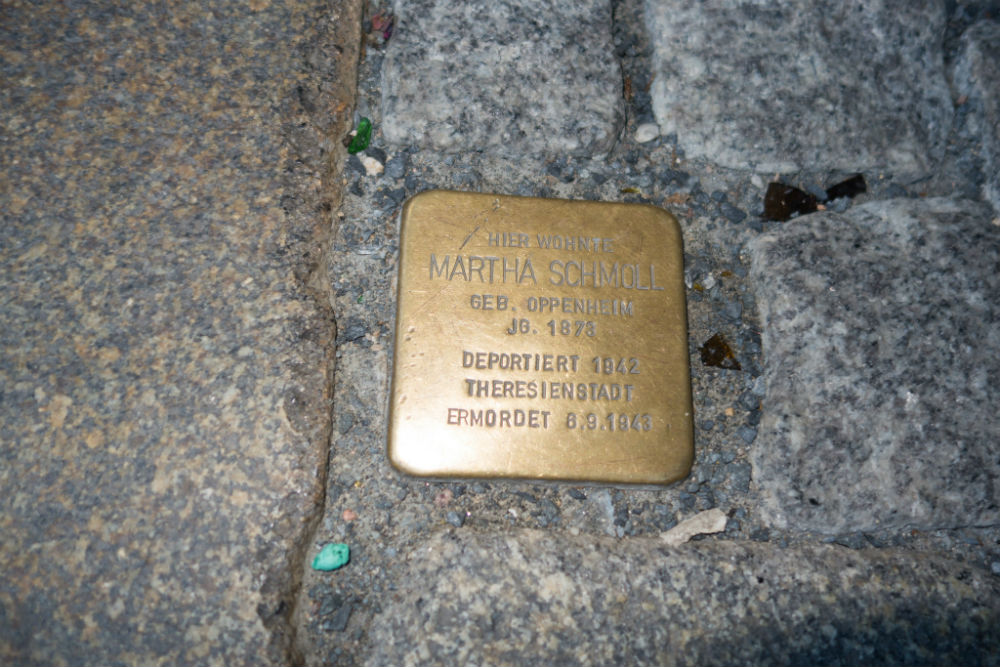 HIER WOHNTE
MARTHA SCHMOLL
GEB. OPPENHEIM
JG. 1873
DEPORTIERT 1942
THERESIENSTADT
ERMORDET 8.9.1943